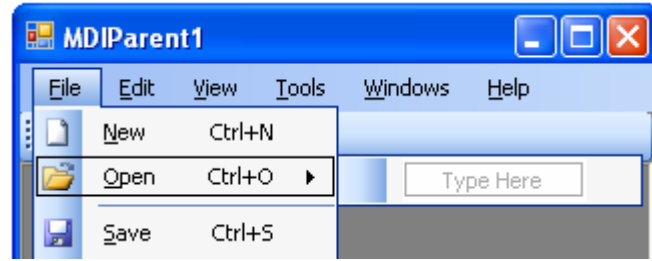 MDIParent1
File Edit View Tools Windows Help
New Ctrl+N
Open Ctrl+O Type Here
Save Ctrl+S